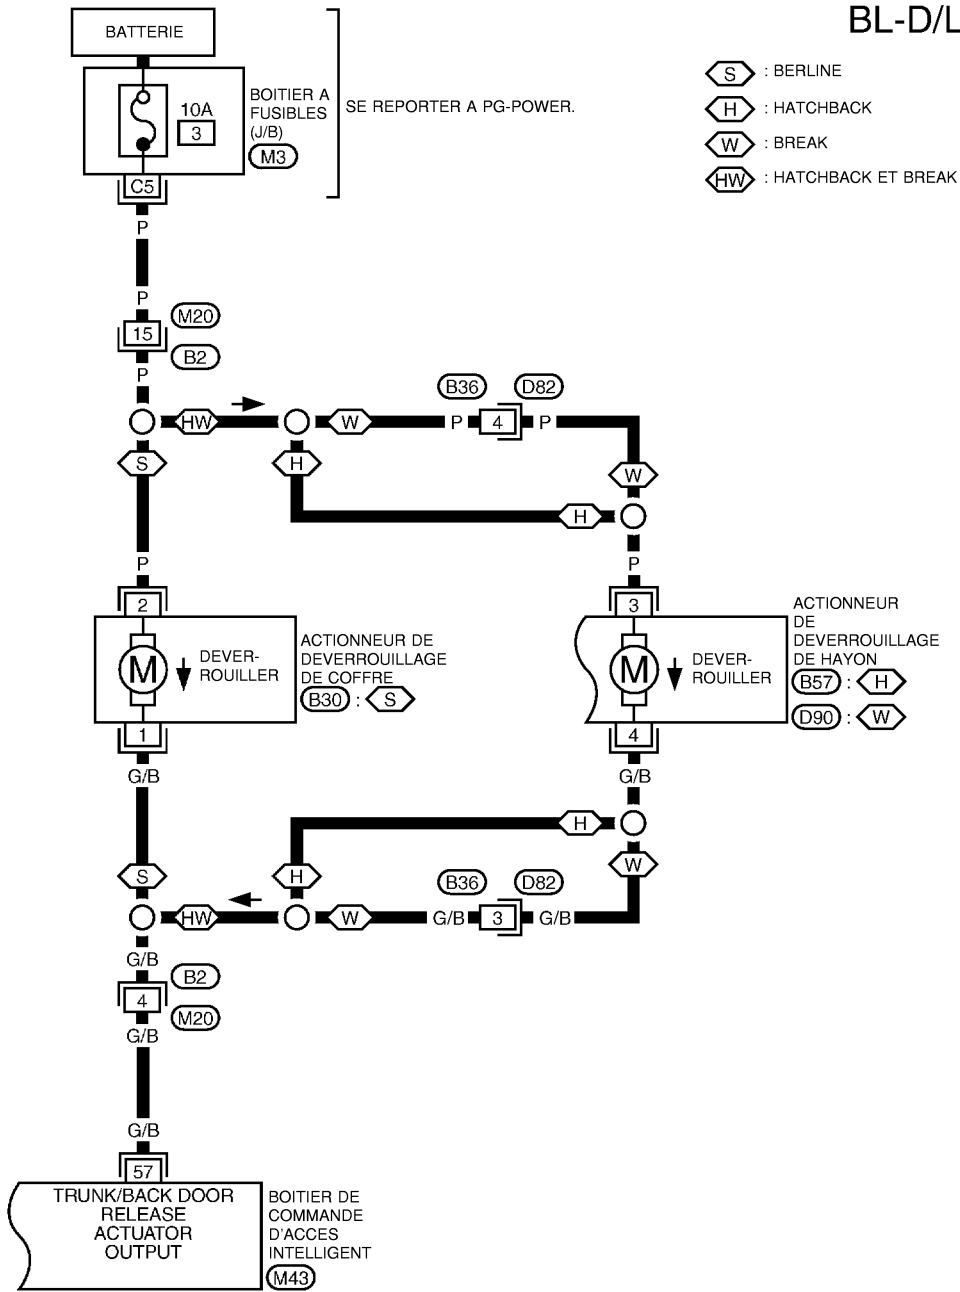 BL-D/L
BATTERIE
10A
3
BOITIER A
FUSIBLES
(J/B)
M3
SE REPORTER A PG-POWER.
S : BERLINE
H : HATCHBACK
W : BREAK
HW : HATCHBACK ET BREAK
C5
P
P
15
M20
B2
P
HW
W
B36
D82
P
4
P
S
H
W
H
P
P
2
3
M
DEVER-
ROUILLER
ACTIONNEUR DE
DEVERROUILLAGE
DE COFFRE
B30 : S
M
DEVER-
ROUILLER
ACTIONNEUR
DE
DEVERROUILLAGE
DE HAYON
B57 : H
D90 : W
1
4
G/B
G/B
H
W
S
H
B36
D82
HW
W
G/B
3
G/B
G/B
B2
4
M20
G/B
G/B
57
TRUNK/BACK DOOR
RELEASE
ACTUATOR
OUTPUT
BOITIER DE
COMMANDE
D'ACCES
INTELLIGENT
M43